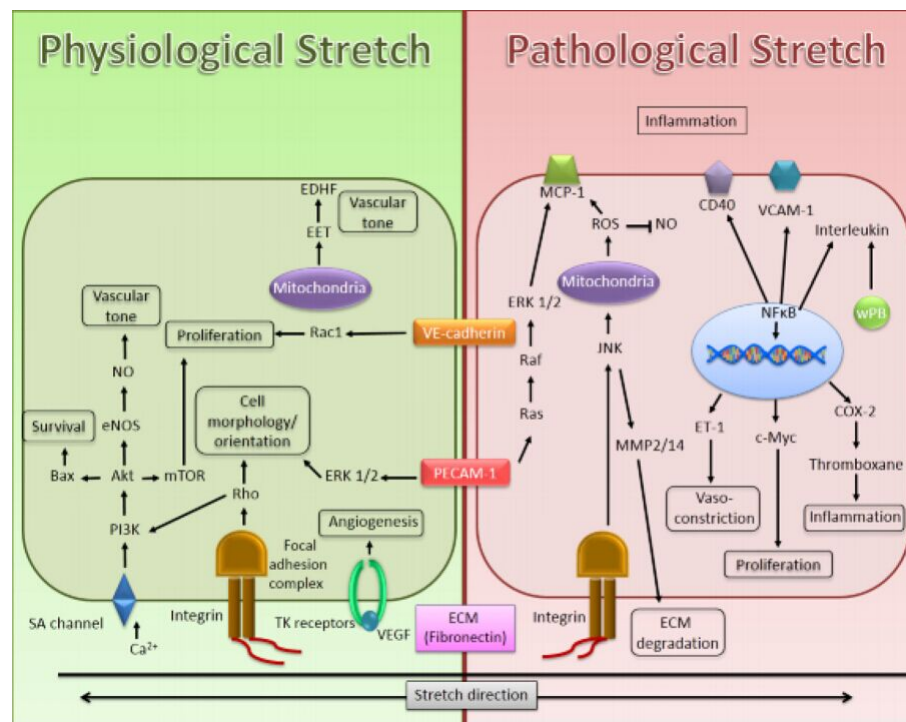 Physiological Stretch
Pathological Stretch
EDHF
Vascular
tone
EET
Mitochondria
Vascular
tone
Proliferation
Rac1
VE-cadherin
NO
Cell
morphology/
orientation
Survival
eNOS
Bax
Akt
mTOR
Rho
ERK 1/2
PECAM-1
PI3K
Angiogenesis
Focal
adhesion
complex
SA channel
Integrin
TK receptors
VEGF
Ca²⁺
ECM
(Fibronectin)
Inflammation
MCP-1
CD40
VCAM-1
ROS
NO
Interleukin
Mitochondria
ERK 1/2
NFκB
wPB
JNK
Raf
Ras
MMP2/14
ET-1
c-Myc
COX-2
Thromboxane
Vaso-
constriction
Inflammation
Proliferation
Integrin
ECM
degradation
Stretch direction